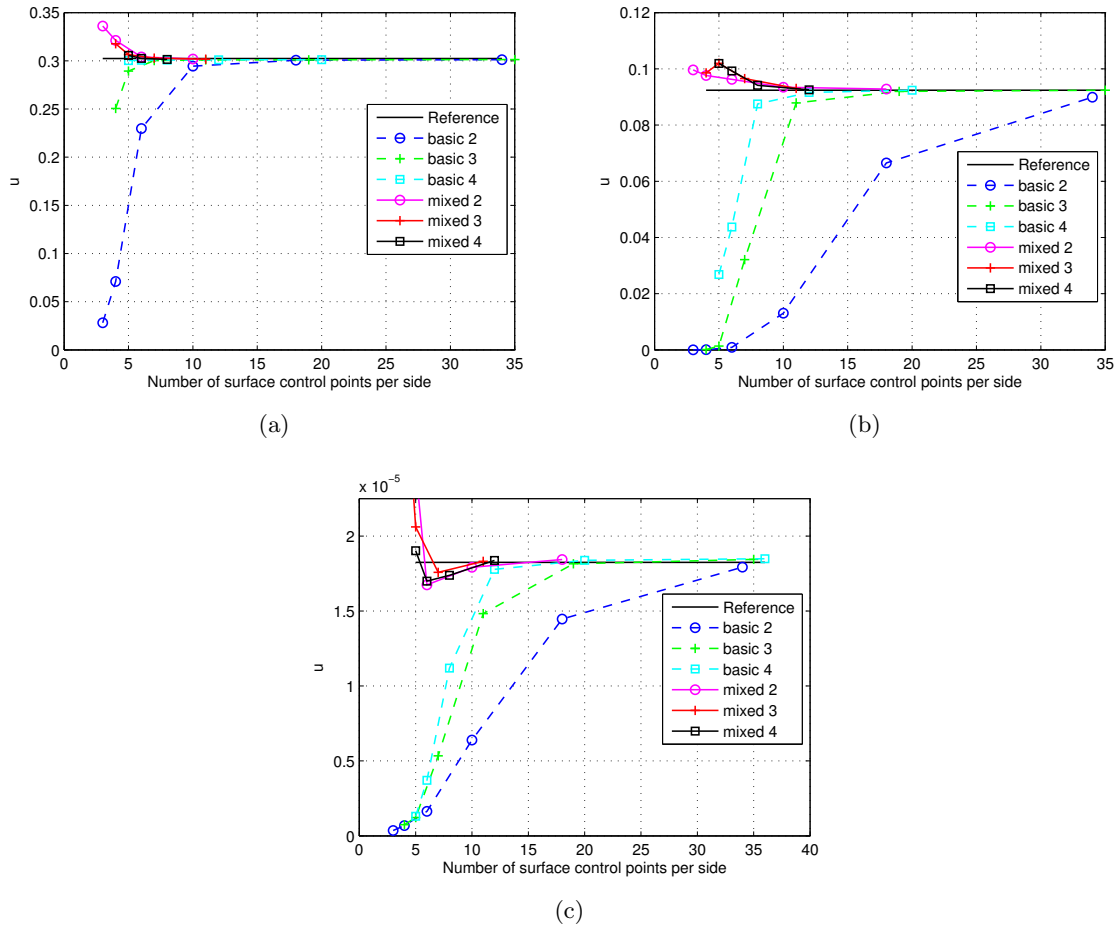 0.35
0.3
0.25
0.2
0.15
0.1
0.05
0
u
0 5 10 15 20 25 30 35
Number of surface control points per side
Reference
basic 2
basic 3
basic 4
mixed 2
mixed 3
mixed 4
(a)
0.12
0.1
0.08
0.06
0.04
0.02
0
u
0 5 10 15 20 25 30 35
Number of surface control points per side
Reference
basic 2
basic 3
basic 4
mixed 2
mixed 3
mixed 4
(b)
x 10⁻⁵
2
1.5
1
0.5
0
u
0 5 10 15 20 25 30 35 40
Number of surface control points per side
Reference
basic 2
basic 3
basic 4
mixed 2
mixed 3
mixed 4
(c)